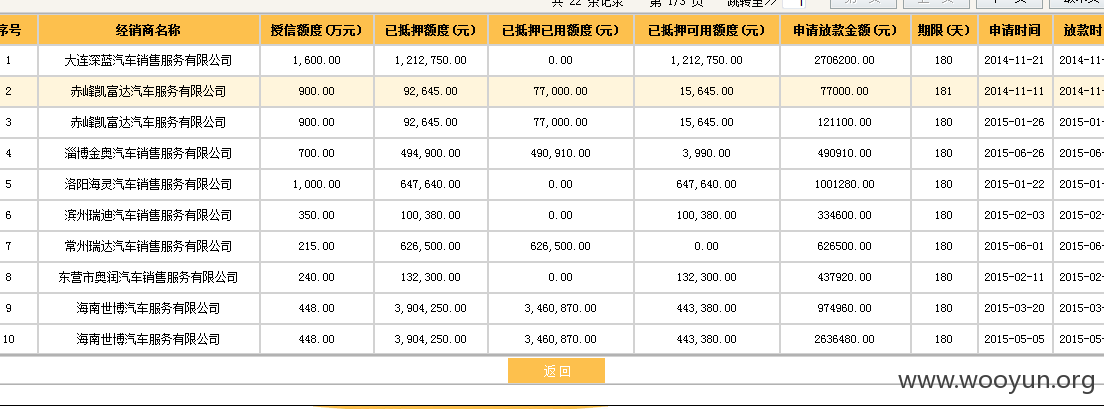 共 22 条记录 第 1/3 页 跳转至>> 1
序号 经销商名称 授信额度(万元) 已抵押额度(元) 已抵押已用额度(元) 已抵押可用额度(元) 申请放款金额(元) 期限(天) 申请时间 放款时
1 大连深蓝汽车销售服务有限公司 1,600.00 1,212,750.00 0.00 1,212,750.00 2706200.00 180 2014-11-21 2014-11-
2 赤峰凯富达汽车服务有限公司 900.00 92,645.00 77,000.00 15,645.00 77000.00 181 2014-11-11 2014-11-
3 赤峰凯富达汽车服务有限公司 900.00 92,645.00 77,000.00 15,645.00 121100.00 180 2015-01-26 2015-01-
4 淄博金奥汽车销售服务有限公司 700.00 494,900.00 490,910.00 3,990.00 490910.00 180 2015-06-26 2015-06-
5 洛阳海灵汽车销售服务有限公司 1,000.00 647,640.00 0.00 647,640.00 1001280.00 180 2015-01-22 2015-01-
6 滨州瑞迪汽车销售服务有限公司 350.00 100,380.00 0.00 100,380.00 334600.00 180 2015-02-03 2015-02-
7 常州瑞达汽车销售服务有限公司 215.00 626,500.00 626,500.00 0.00 626500.00 180 2015-06-01 2015-06-
8 东营市奥润汽车销售服务有限公司 240.00 132,300.00 0.00 132,300.00 437920.00 180 2015-02-11 2015-02-
9 海南世博汽车服务有限公司 448.00 3,904,250.00 3,460,870.00 443,380.00 974960.00 180 2015-03-20 2015-03-
10 海南世博汽车服务有限公司 448.00 3,904,250.00 3,460,870.00 443,380.00 2636480.00 180 2015-05-05 2015-05-
返回
www.wooyun.org